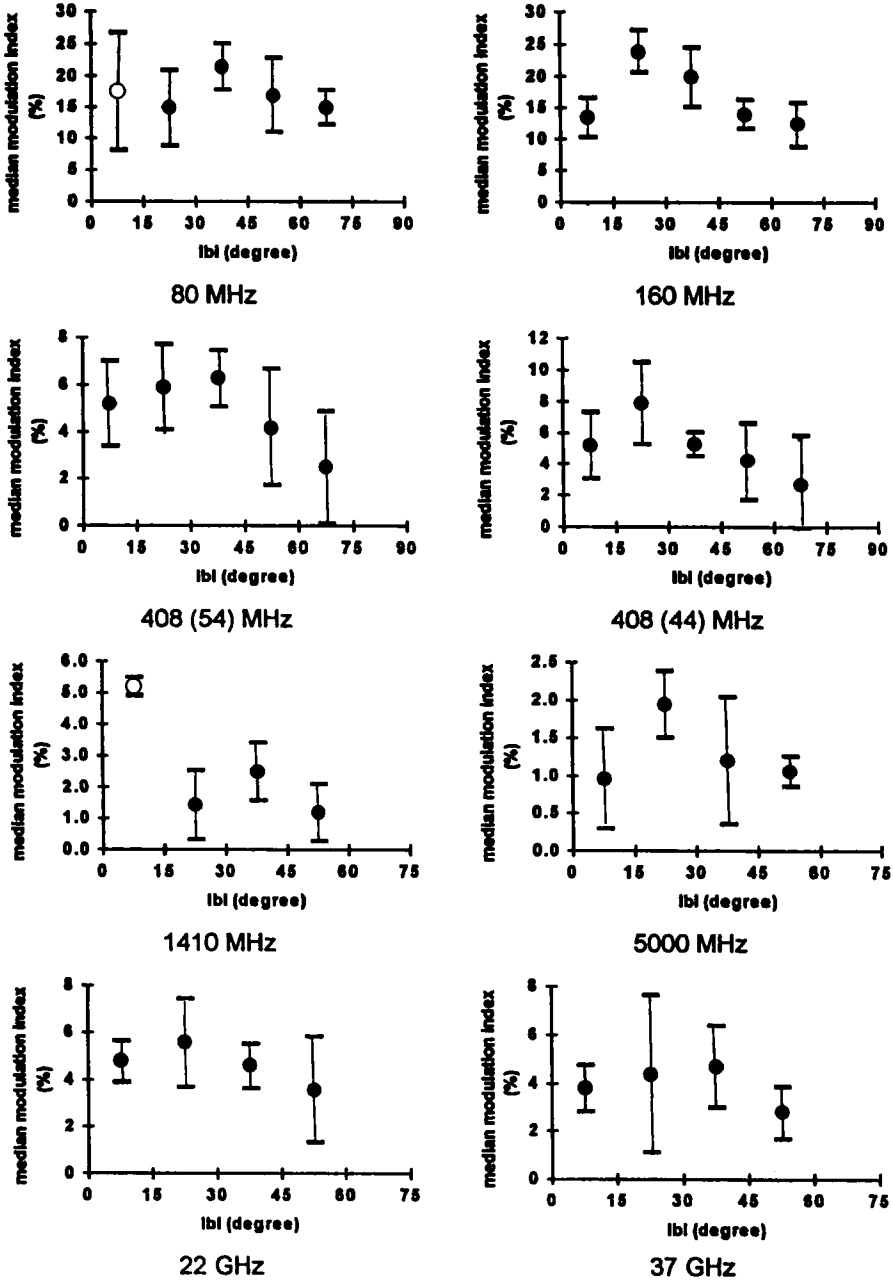 median modulation index
(%)
30
25
20
15
10
5
0
0 15 30 45 60 75 90
lbl (degree)
80 MHz
median modulation index
(%)
30
25
20
15
10
5
0
0 15 30 45 60 75 90
lbl (degree)
160 MHz
median modulation index
(%)
8
6
4
2
0
0 15 30 45 60 75 90
lbl (degree)
408 (54) MHz
median modulation index
(%)
12
10
8
6
4
2
0
0 15 30 45 60 75 90
lbl (degree)
408 (44) MHz
median modulation index
(%)
6.0
5.0
4.0
3.0
2.0
1.0
0.0
0 15 30 45 60 75
lbl (degree)
1410 MHz
median modulation index
(%)
2.5
2.0
1.5
1.0
0.5
0.0
0 15 30 45 60 75
lbl (degree)
5000 MHz
median modulation index
(%)
8
6
4
2
0
0 15 30 45 60 75
lbl (degree)
22 GHz
median modulation index
(%)
8
6
4
2
0
0 15 30 45 60 75
lbl (degree)
37 GHz